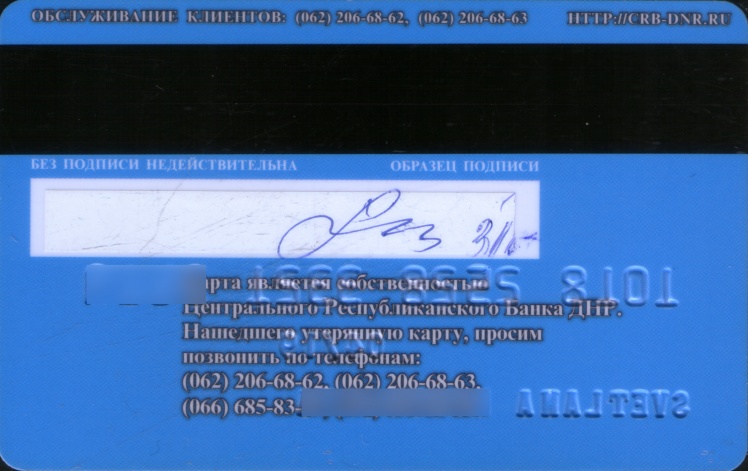 ОБСЛУЖИВАНИЕ КЛИЕНТОВ: (062) 206-68-62, (062) 206-68-63 HTTP://CRB-DNR.RU
БЕЗ ПОДПИСИ НЕДЕЙСТВИТЕЛЬНА ОБРАЗЕЦ ПОДПИСИ
арта является собственностью
Центрального Республиканского Банка ДНР.
Нашедшего утерянную карту, просим
позвонить по телефонам:
(062) 206-68-62, (062) 206-68-63,
(066) 685-83-
SVETLANA